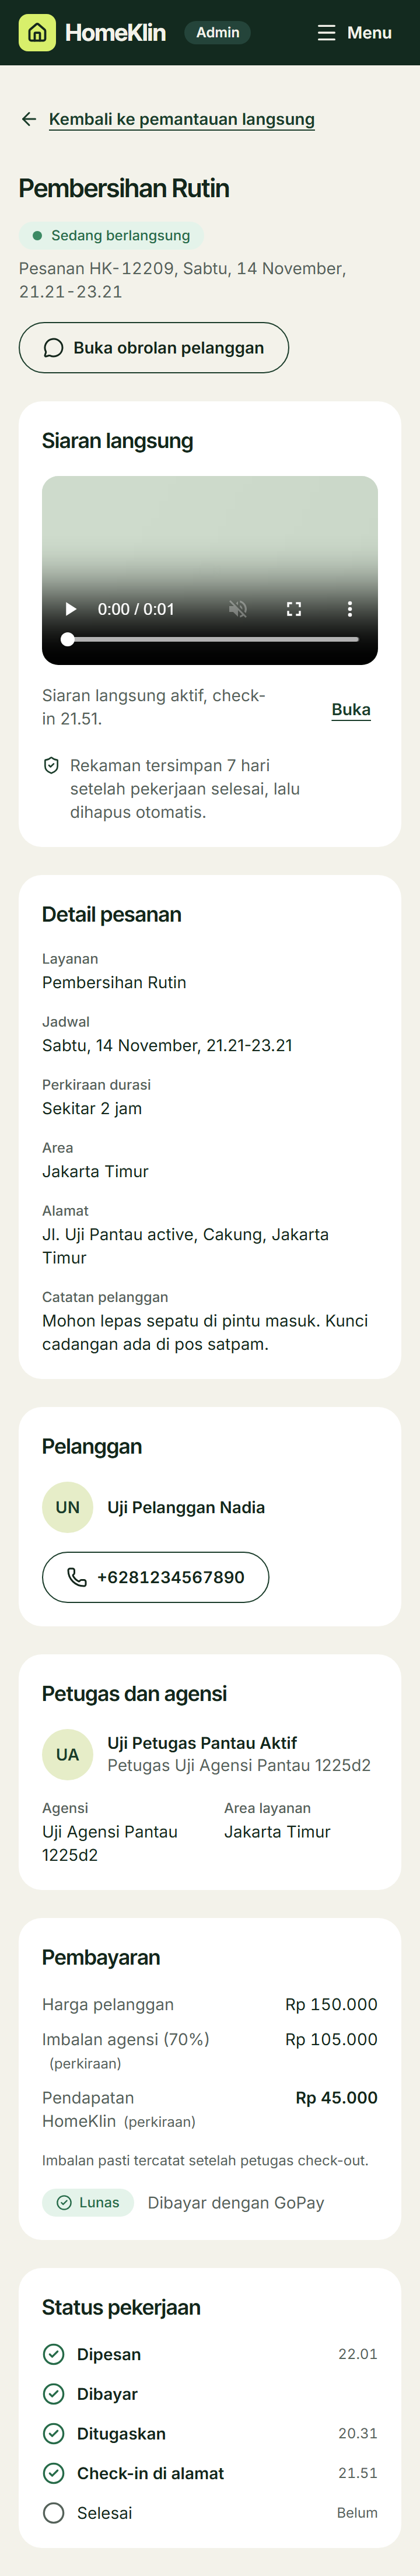 HomeKlin
Admin
Menu
Kembali ke pemantauan langsung
Pembersihan Rutin
Sedang berlangsung
Pesanan HK-12209, Sabtu, 14 November,
21.21-23.21
Buka obrolan pelanggan
Siaran langsung
0:00 / 0:01
Siaran langsung aktif, check-
in 21.51.
Buka
Rekaman tersimpan 7 hari
setelah pekerjaan selesai, lalu
dihapus otomatis.
Detail pesanan
Layanan
Pembersihan Rutin
Jadwal
Sabtu, 14 November, 21.21-23.21
Perkiraan durasi
Sekitar 2 jam
Area
Jakarta Timur
Alamat
Jl. Uji Pantau active, Cakung, Jakarta
Timur
Catatan pelanggan
Mohon lepas sepatu di pintu masuk. Kunci
cadangan ada di pos satpam.
Pelanggan
UN
Uji Pelanggan Nadia
+6281234567890
Petugas dan agensi
UA
Uji Petugas Pantau Aktif
Petugas Uji Agensi Pantau 1225d2
Agensi
Uji Agensi Pantau
1225d2
Area layanan
Jakarta Timur
Pembayaran
Harga pelanggan Rp 150.000
Imbalan agensi (70%) Rp 105.000
(perkiraan)
Pendapatan Rp 45.000
HomeKlin (perkiraan)
Imbalan pasti tercatat setelah petugas check-out.
Lunas
Dibayar dengan GoPay
Status pekerjaan
Dipesan 22.01
Dibayar
Ditugaskan 20.31
Check-in di alamat 21.51
Selesai Belum